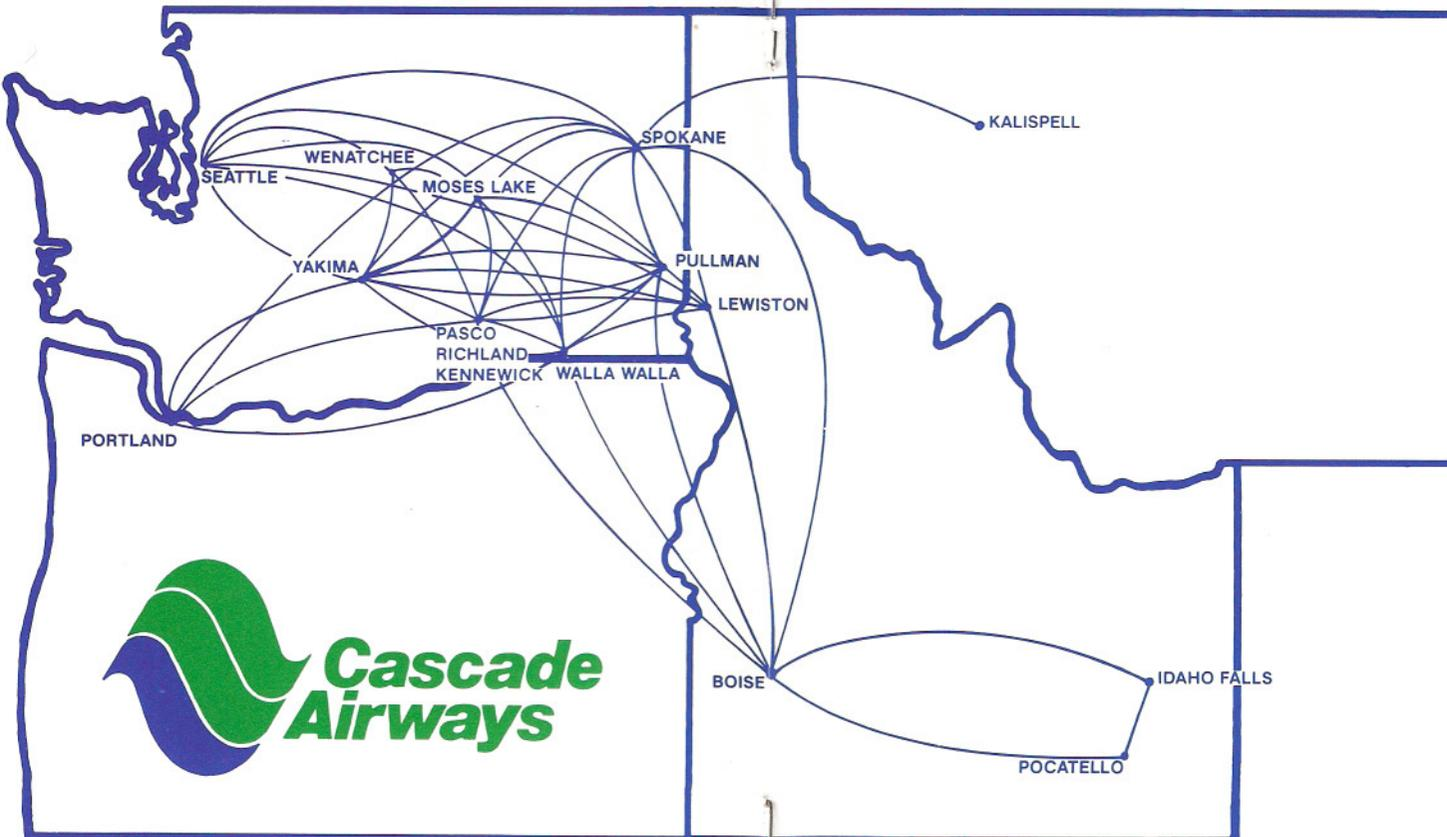 KALISPELL
SPOKANE
WENATCHEE
SEATTLE
MOSES LAKE
YAKIMA
PULLMAN
LEWISTON
PASCO
RICHLAND
KENNEWICK
WALLA WALLA
PORTLAND
Cascade
Airways
BOISE
IDAHO FALLS
POCATELLO